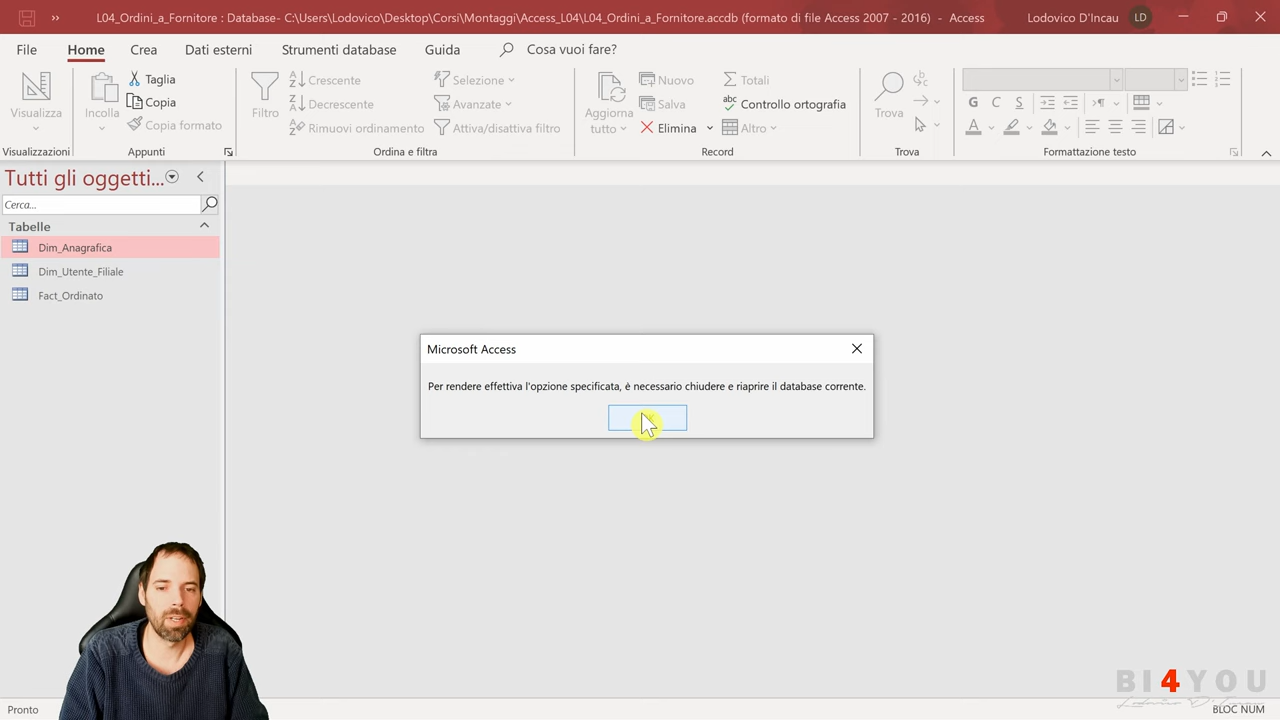 L04_Ordini_a_Fornitore : Database- C:\Users\Lodovico\Desktop\Corsi\Montaggi\Access_L04\L04_Ordini_a_Fornitore.accdb (formato di file Access 2007 - 2016) - Access
Lodovico D'Incau
LD
File
Home
Crea
Dati esterni
Strumenti database
Guida
Cosa vuoi fare?
Visualizza
Visualizzazioni
Incolla
Taglia
Copia
Copia formato
Appunti
Filtro
Crescente
Decrescente
Rimuovi ordinamento
Selezione
Avanzate
Attiva/disattiva filtro
Ordina e filtra
Aggiorna
tutto
Nuovo
Salva
Elimina
Totali
Controllo ortografia
Altro
Record
Trova
Trova
G C S
A
Formattazione testo
Tutti gli oggetti...
Cerca...
Tabelle
Dim_Anagrafica
Dim_Utente_Filiale
Fact_Ordinato
Microsoft Access
Per rendere effettiva l'opzione specificata, è necessario chiudere e riaprire il database corrente.
BI4YOU
Lodovico D'Incau
Pronto
BLOC NUM